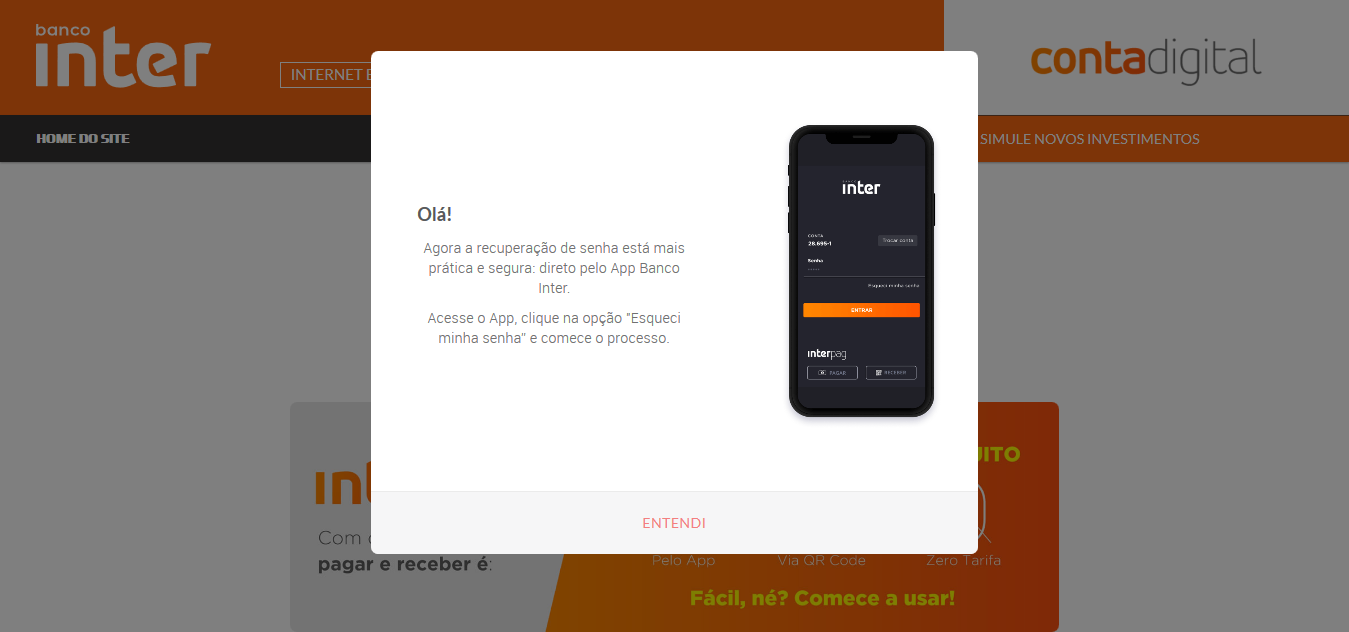 banco
inter
INTERNET
contadigital
HOME DO SITE
SIMULE NOVOS INVESTIMENTOS
Olá!
Agora a recuperação de senha está mais
prática e segura: direto pelo App Banco
Inter.
Acesse o App, clique na opção "Esqueci
minha senha" e comece o processo.
inter
CONTA
28.695-1
Trocar conta
Senha
Esqueci minha senha
ENTRAR
interpag
PAGAR
RECEBER
ENTENDI
Com
pagar e receber é:
Pelo App
Via QR Code
Zero Tarifa
Fácil, né? Comece a usar!